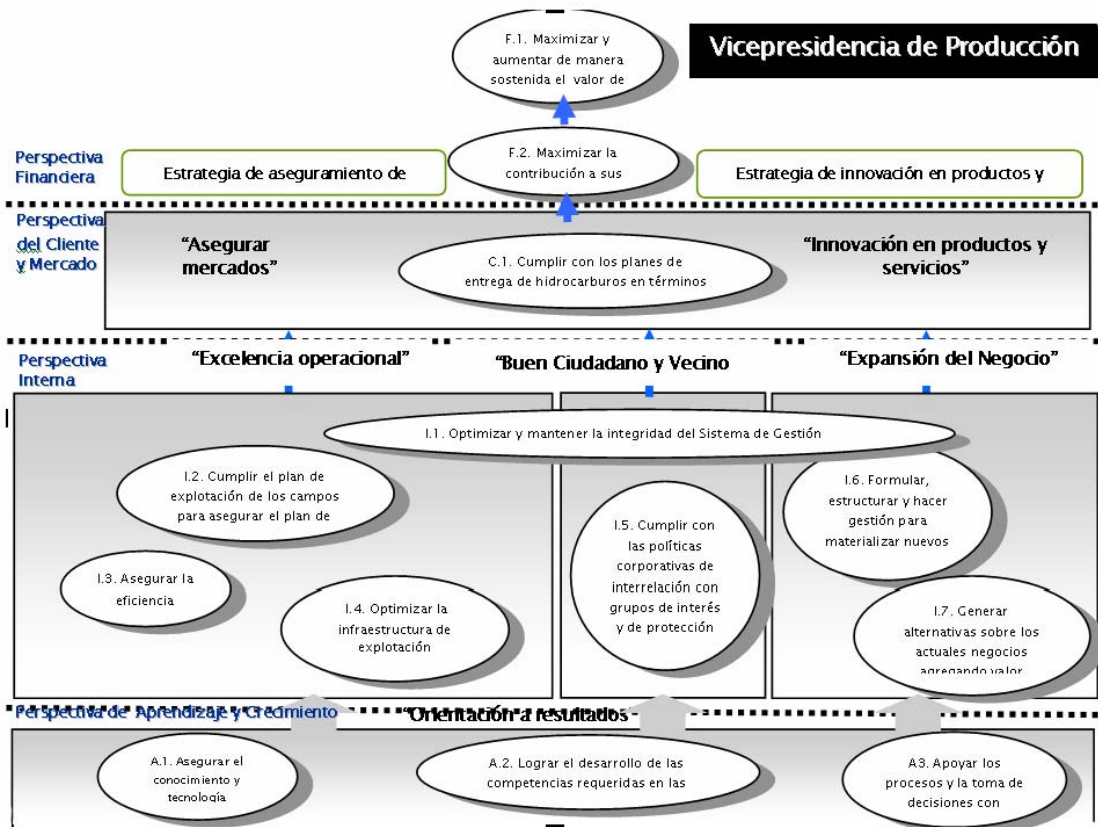 F.1. Maximizar y
aumentar de manera
sostenida el valor de
Vicepresidencia de Producción
Perspectiva
Financiera
Estrategia de aseguramiento de
F.2. Maximizar la
contribución a sus
Estrategia de innovación en productos y
Perspectiva
del Cliente
y Mercado
“Asegurar
mercados”
C.1. Cumplir con los planes de
entrega de hidrocarburos en términos
“Innovación en productos y
servicios”
Perspectiva
Interna
“Excelencia operacional”
“Buen Ciudadano y Vecino
“Expansión del Negocio”
I.1. Optimizar y mantener la integridad del Sistema de Gestión
I.2. Cumplir el plan de
explotación de los campos
para asegurar el plan de
I.3. Asegurar la
eficiencia
I.4. Optimizar la
infraestructura de
explotación
I.5. Cumplir con
las políticas
corporativas de
interrelación con
grupos de interés
y de protección
I.6. Formular,
estructurar y hacer
gestión para
materializar nuevos
I.7. Generar
alternativas sobre los
actuales negocios
agregando valor
Perspectiva de Aprendizaje y Crecimiento
“Orientación a resultados
A.1. Asegurar el
conocimiento y
tecnología
A.2. Lograr el desarrollo de las
competencias requeridas en las
A3. Apoyar los
procesos y la toma de
decisiones con